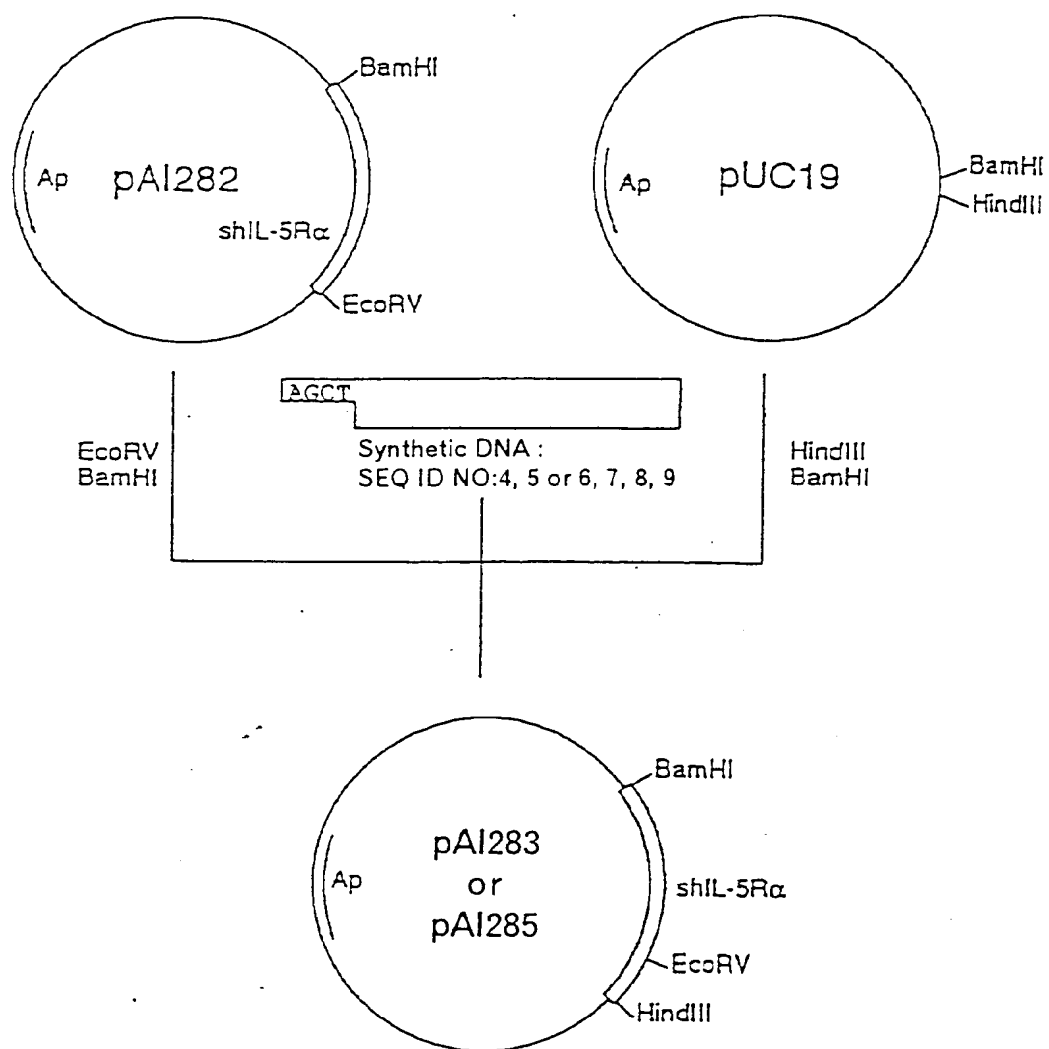 BamHI
Ap
pAI282
shIL-5Rα
EcoRV
Ap
pUC19
BamHI
HindIII
AGCT
EcoRV
BamHI
Synthetic DNA :
SEQ ID NO:4, 5 or 6, 7, 8, 9
HindIII
BamHI
BamHI
pAI283
or
pAI285
Ap
shIL-5Rα
EcoRV
HindIII